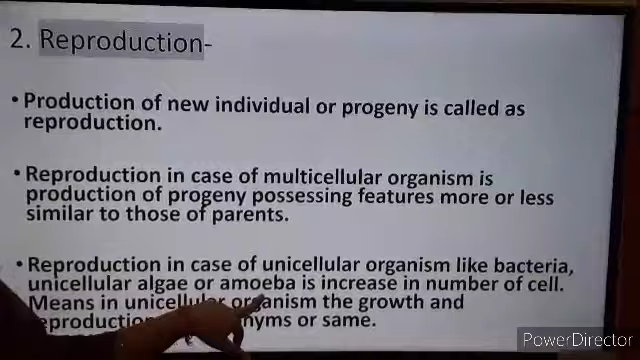 2. Reproduction-
• Production of new individual or progeny is called as
reproduction.
• Reproduction in case of multicellular organism is
production of progeny possessing features more or less
similar to those of parents.
• Reproduction in case of unicellular organism like bacteria,
unicellular algae or amoeba is increase in number of cell.
Means in unicellular organism the growth and
or same.
PowerDirector